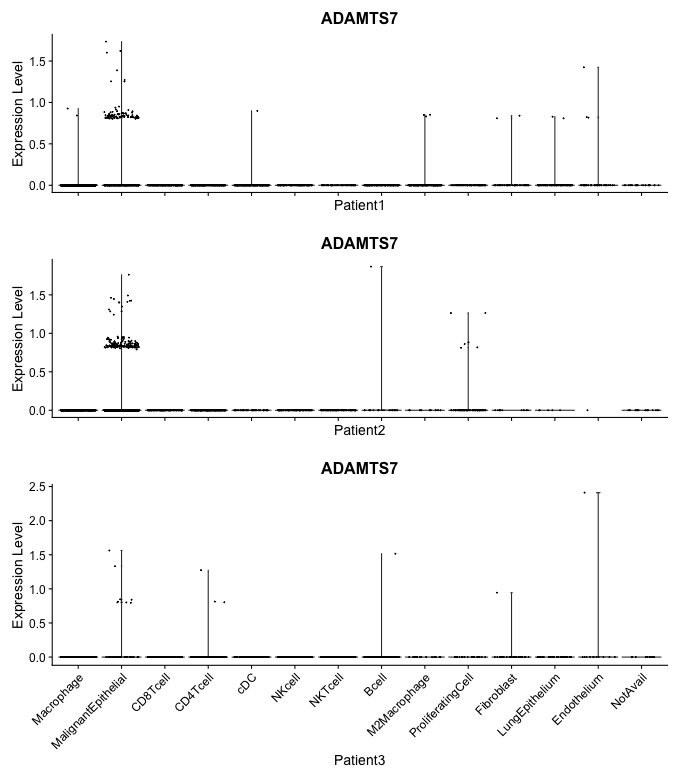 ADAMTS7
Expression Level
1.5
1.0
0.5
0.0
Patient1
ADAMTS7
Expression Level
1.5
1.0
0.5
0.0
Patient2
ADAMTS7
Expression Level
2.5
2.0
1.5
1.0
0.5
0.0
Macrophage
MalignantEpithelial
CD8Tcell
CD4Tcell
cDC
NKcell
NKTcell
Bcell
M2Macrophage
ProliferatingCell
Fibroblast
LungEpithelium
Endothelium
NotAvail
Patient3